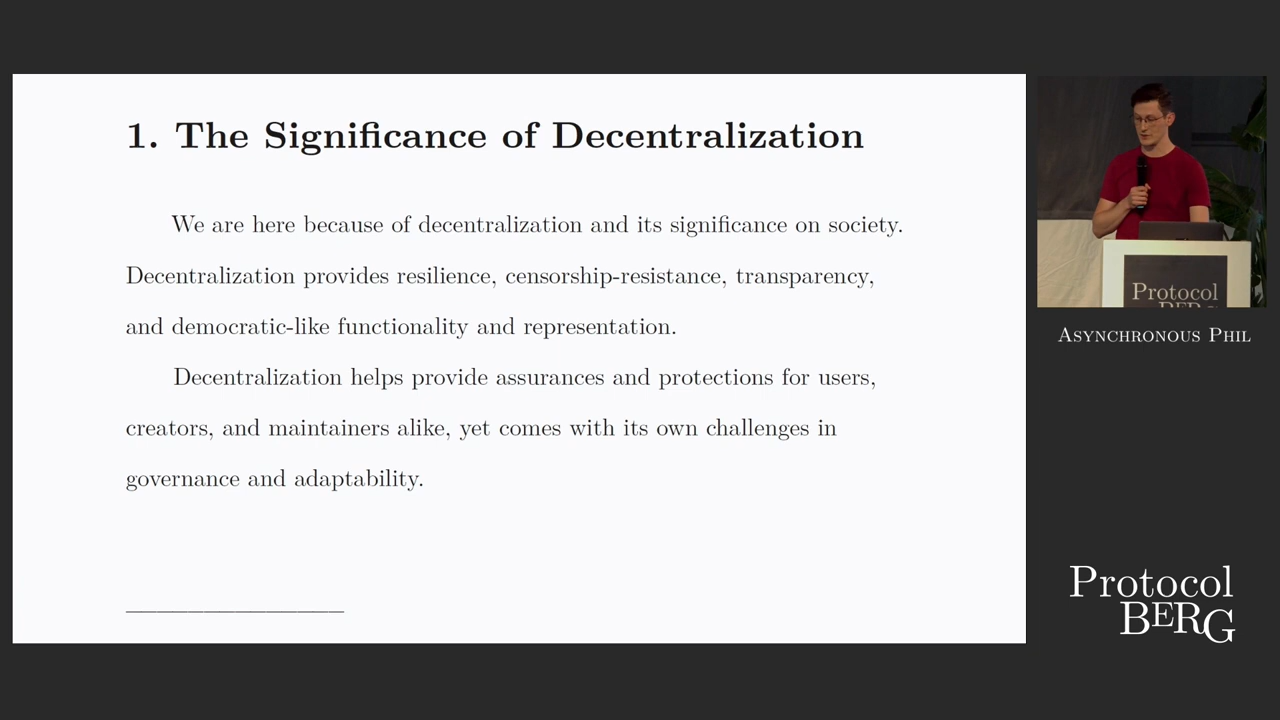 1. The Significance of Decentralization
We are here because of decentralization and its significance on society.
Decentralization provides resilience, censorship-resistance, transparency,
and democratic-like functionality and representation.
Decentralization helps provide assurances and protections for users,
creators, and maintainers alike, yet comes with its own challenges in
governance and adaptability.
Protocol
BERG
Asynchronous Phil
Protocol
BERG